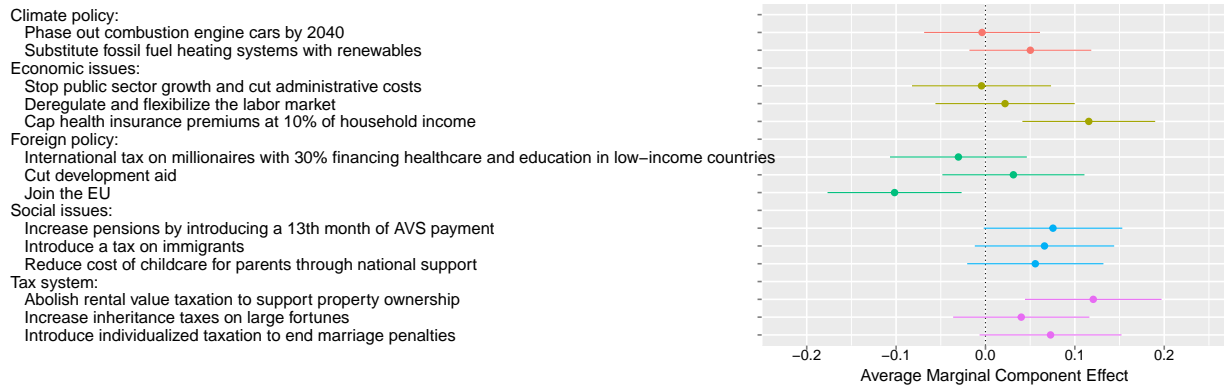 Climate policy:
Phase out combustion engine cars by 2040
Substitute fossil fuel heating systems with renewables
Economic issues:
Stop public sector growth and cut administrative costs
Deregulate and flexibilize the labor market
Cap health insurance premiums at 10% of household income
Foreign policy:
International tax on millionaires with 30% financing healthcare and education in low−income countries
Cut development aid
Join the EU
Social issues:
Increase pensions by introducing a 13th month of AVS payment
Introduce a tax on immigrants
Reduce cost of childcare for parents through national support
Tax system:
Abolish rental value taxation to support property ownership
Increase inheritance taxes on large fortunes
Introduce individualized taxation to end marriage penalties
−0.2 −0.1 0.0 0.1 0.2
Average Marginal Component Effect